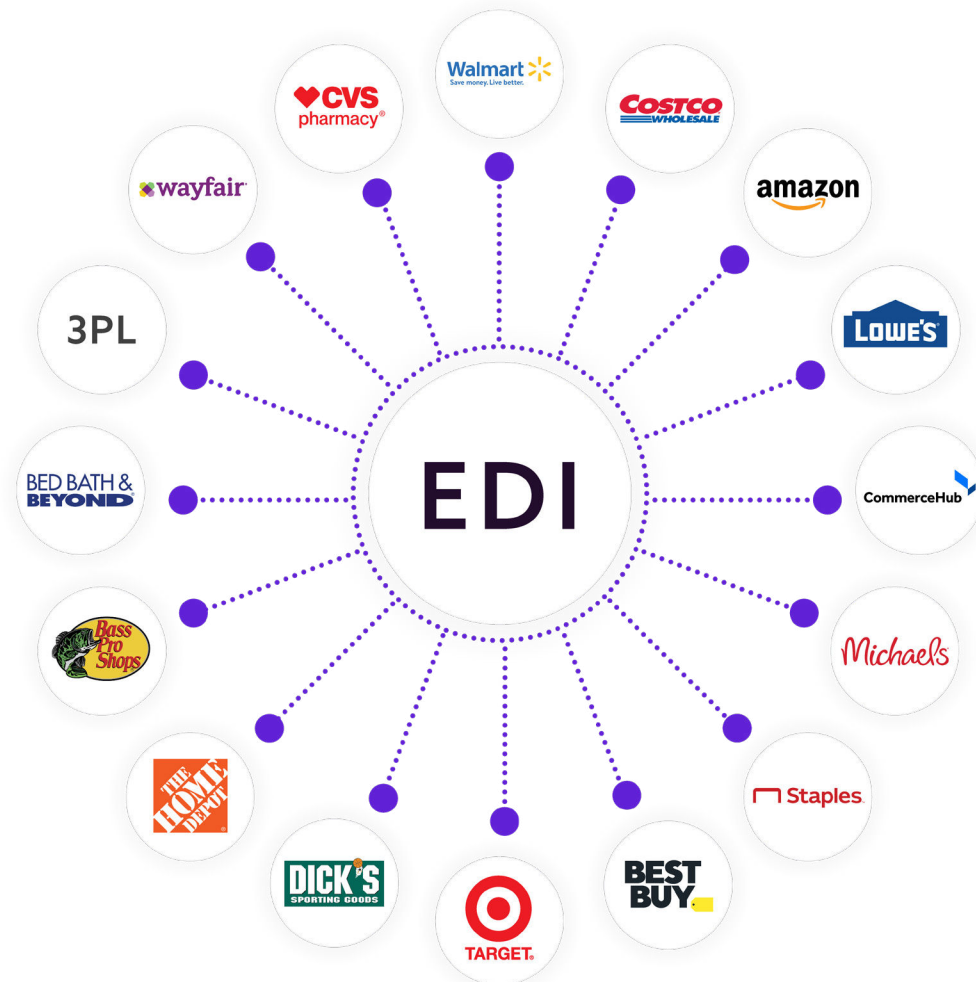 Walmart
Save money. Live better.
CVS
pharmacy®
COSTCO
WHOLESALE
wayfair
amazon
3PL
LOWE'S
EDI
BED BATH &
BEYOND®
CommerceHub
Bass
Pro
Shops
Michaels
THE
HOME
DEPOT
®
Staples
DICK'S
SPORTING GOODS
BEST
BUY
TARGET®